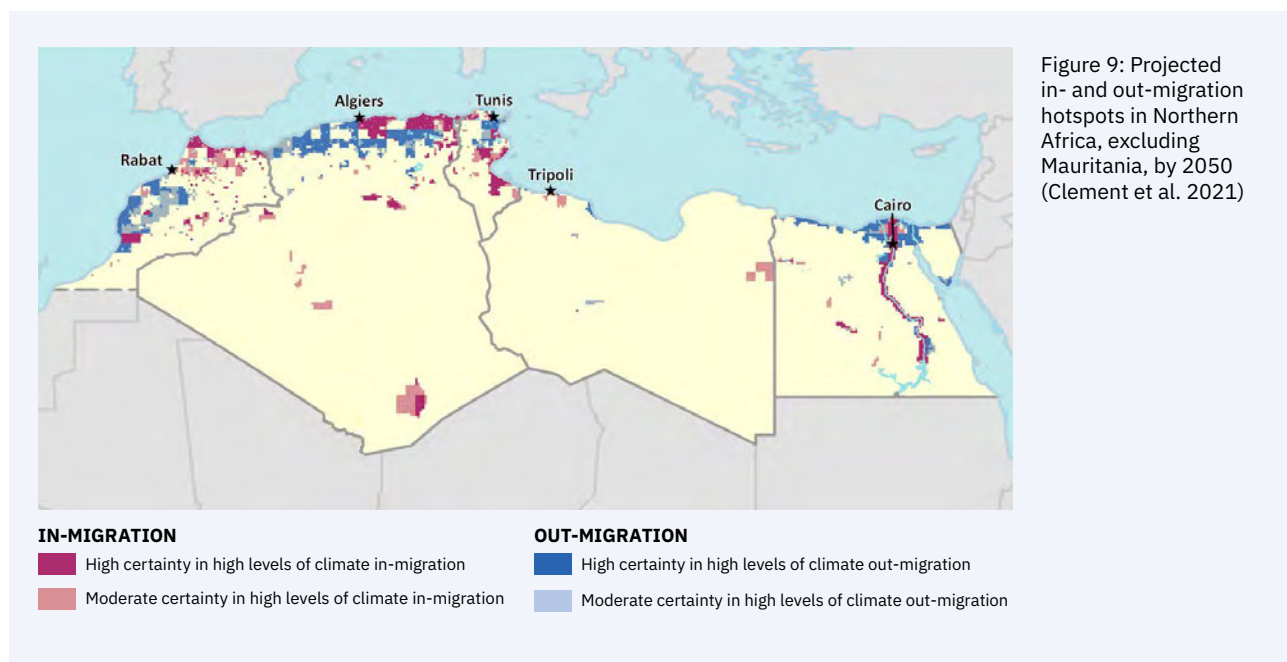 Algiers
Tunis
Rabat
Tripoli
Cairo
Figure 9: Projected
in- and out-migration
hotspots in Northern
Africa, excluding
Mauritania, by 2050
(Clement et al. 2021)
IN-MIGRATION
High certainty in high levels of climate in-migration
Moderate certainty in high levels of climate in-migration
OUT-MIGRATION
High certainty in high levels of climate out-migration
Moderate certainty in high levels of climate out-migration